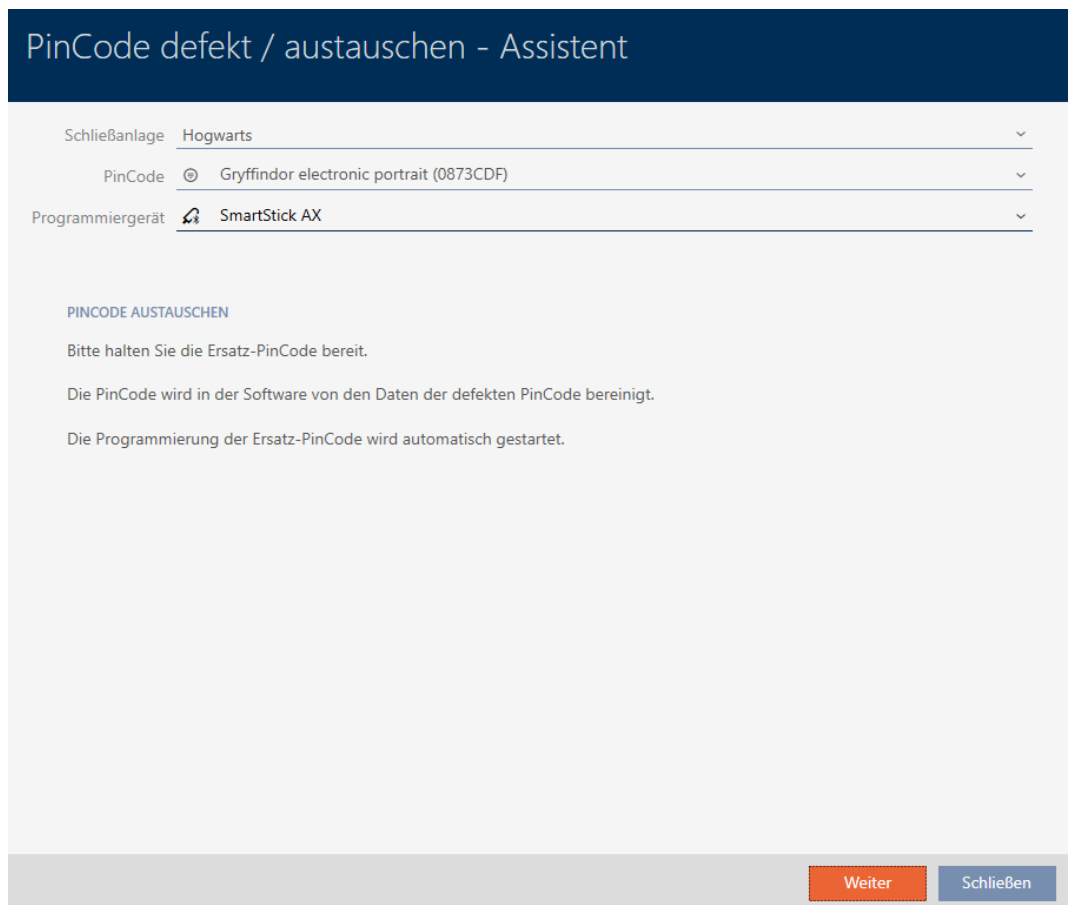 PinCode defekt / austauschen - Assistent
Schließanlage Hogwarts
PinCode Gryffindor electronic portrait (0873CDF)
Programmiergerät SmartStick AX
PINCODE AUSTAUSCHEN
Bitte halten Sie die Ersatz-PinCode bereit.
Die PinCode wird in der Software von den Daten der defekten PinCode bereinigt.
Die Programmierung der Ersatz-PinCode wird automatisch gestartet.
Weiter Schließen